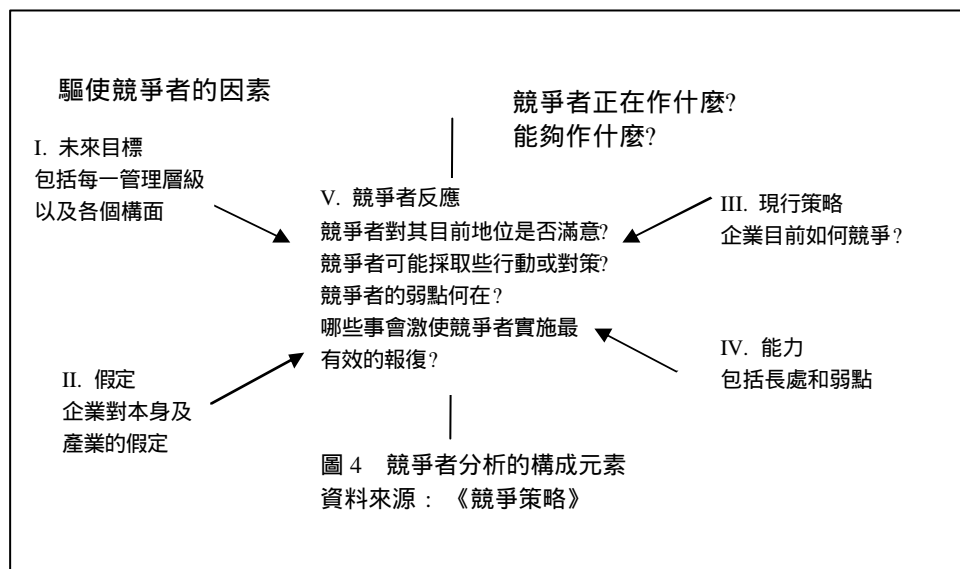 驅使競爭者的因素
競爭者正在作什麼?
能夠作什麼?
I. 未來目標
包括每一管理層級
以及各個構面
V. 競爭者反應
競爭者對其目前地位是否滿意?
競爭者可能採取些行動或對策?
競爭者的弱點何在?
哪些事會激使競爭者實施最
有效的報復?
III. 現行策略
企業目前如何競爭?
II. 假定
企業對本身及
產業的假定
IV. 能力
包括長處和弱點
圖 4　競爭者分析的構成元素
資料來源：《競爭策略》